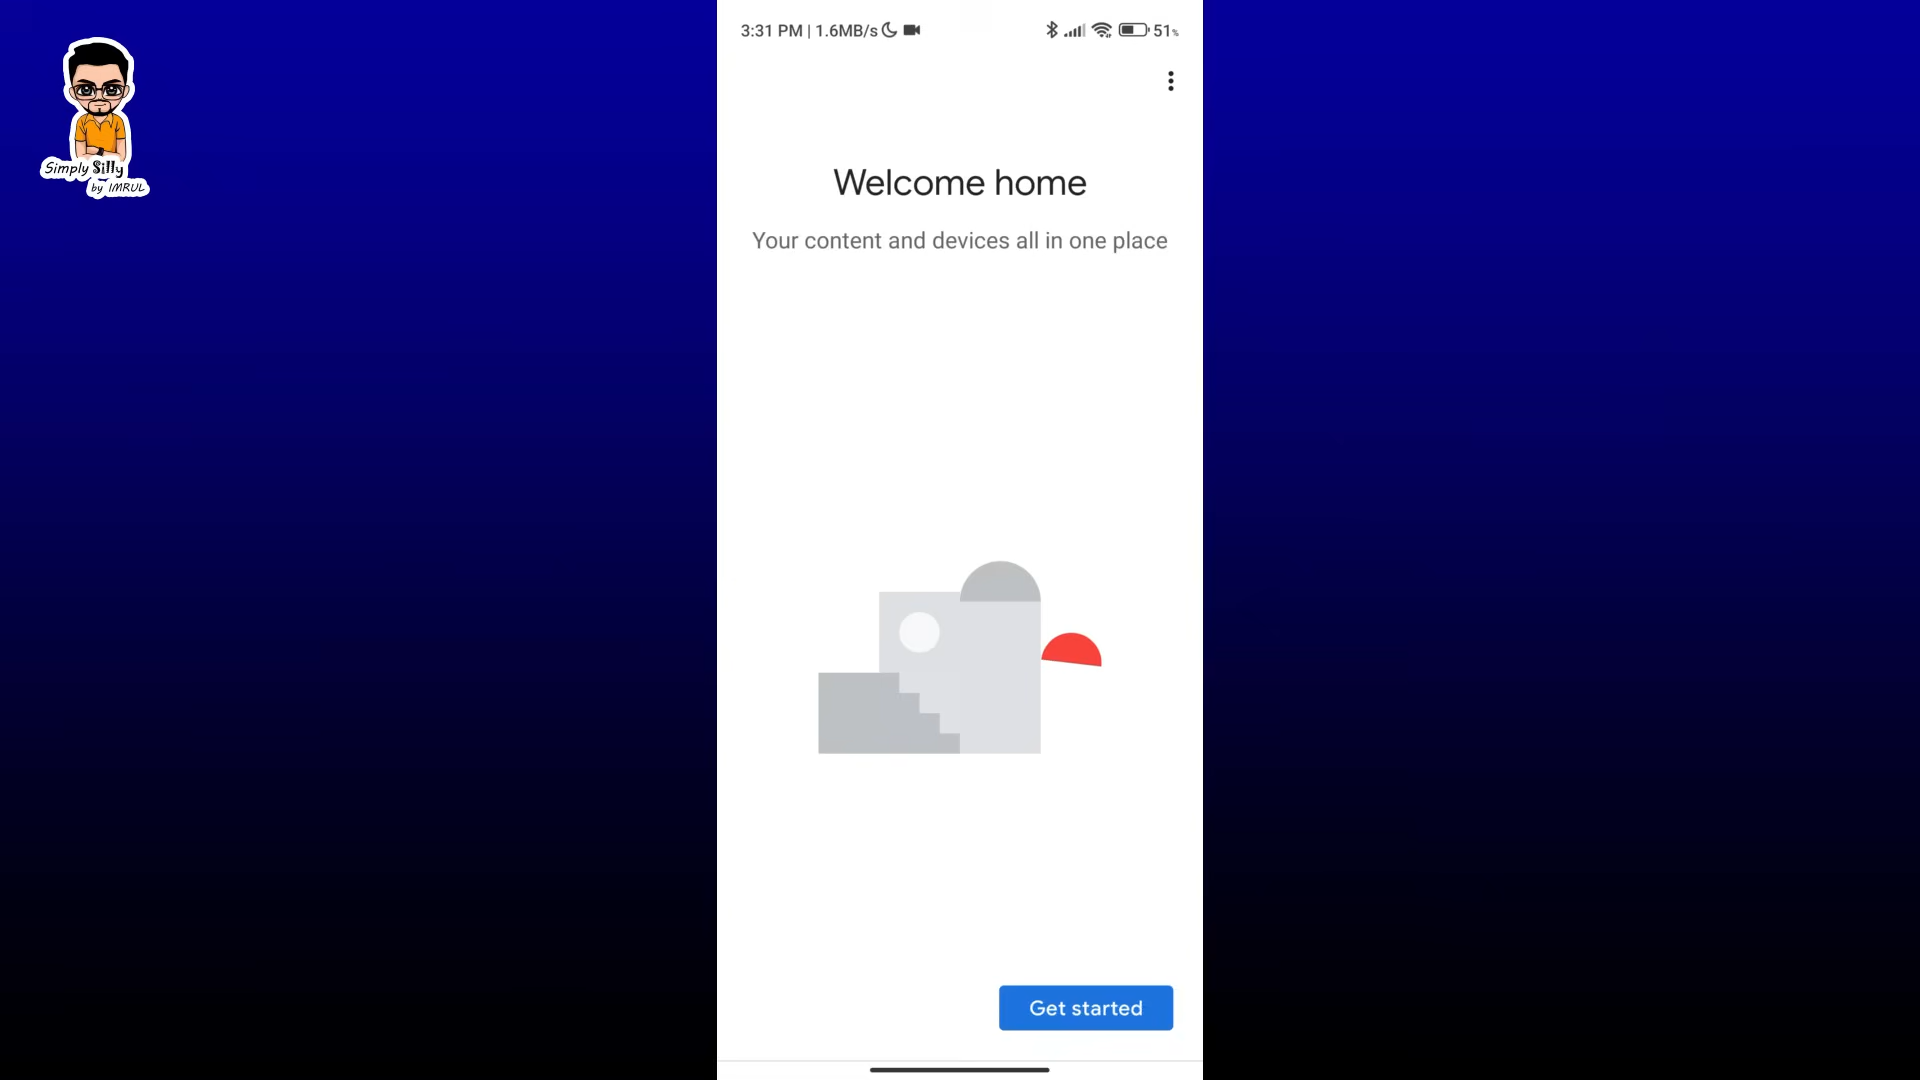 3:31 PM | 1.6MB/s
51%
Simply Silly
by IMRUL
Welcome home
Your content and devices all in one place
Get started